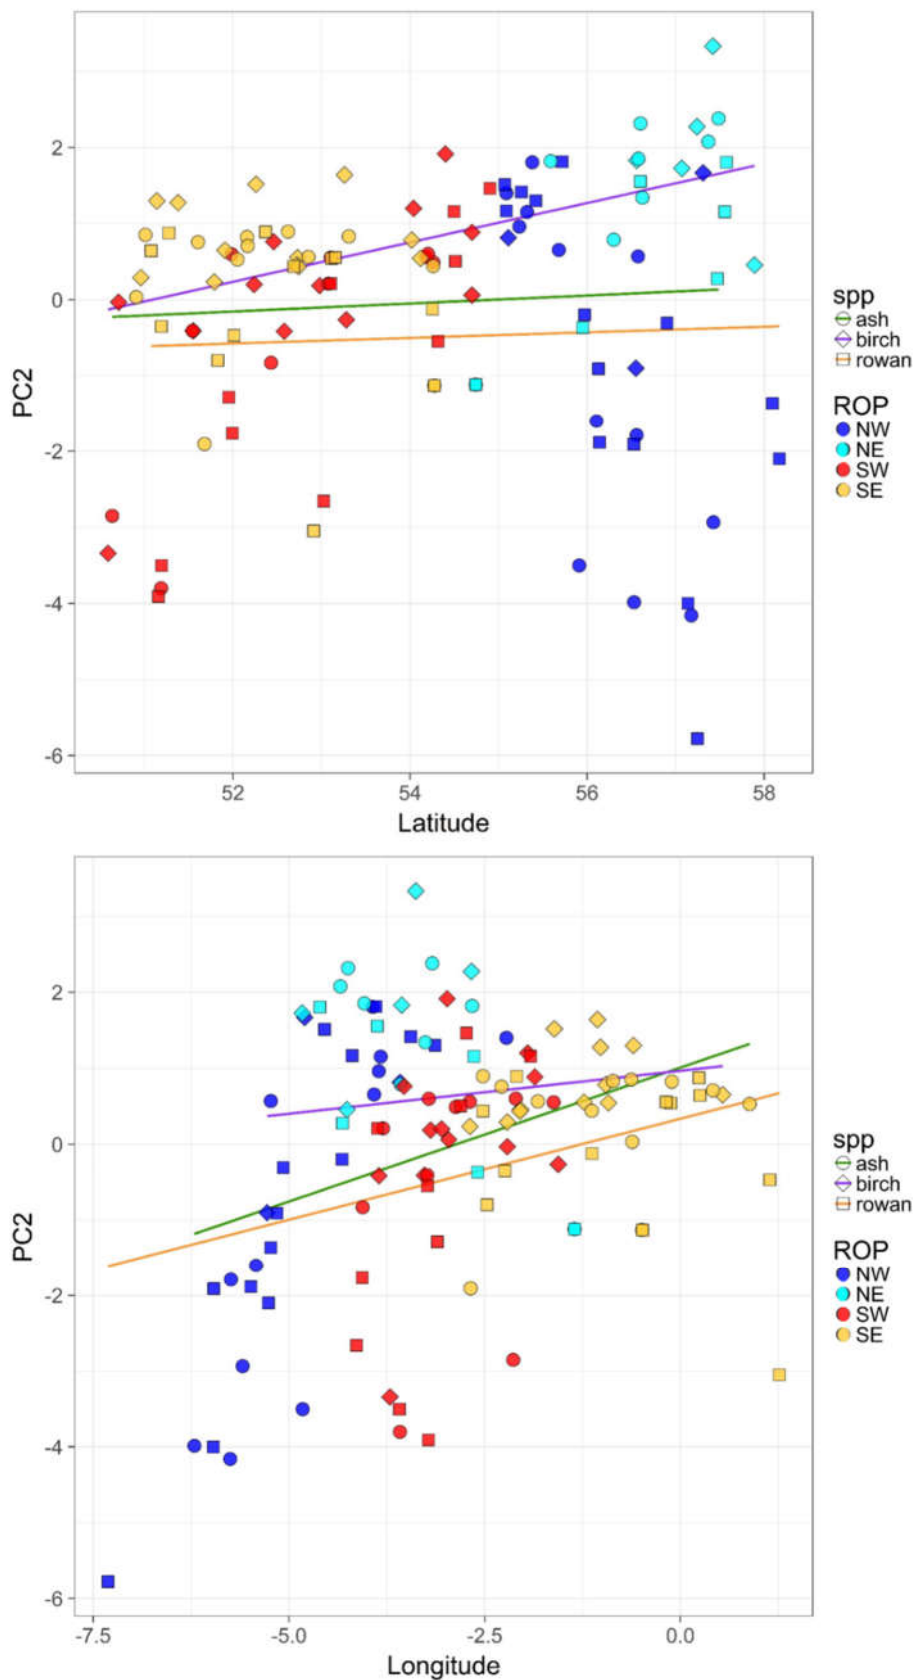 2
0
-2
-4
-6
PC2
52
54
56
58
Latitude
spp
ash
birch
rowan
ROP
NW
NE
SW
SE
2
0
-2
-4
-6
PC2
-7.5
-5.0
-2.5
0.0
Longitude
spp
ash
birch
rowan
ROP
NW
NE
SW
SE